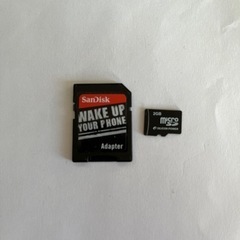 SanDisk
WAKE UP
YOUR PHONE
Adapter
2GB
micro